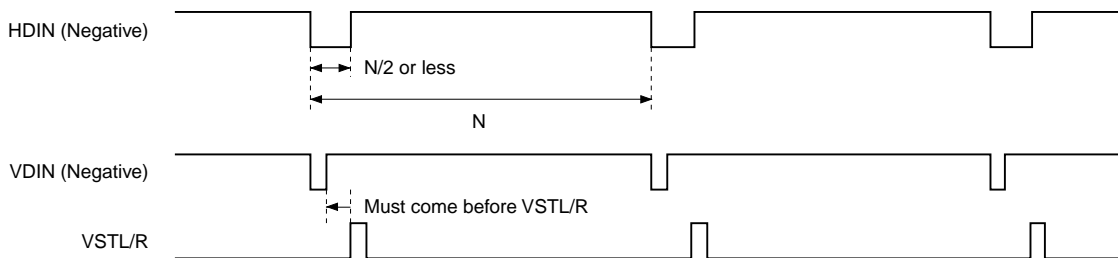 HDIN (Negative)
N/2 or less
N
VDIN (Negative)
Must come before VSTL/R
VSTL/R